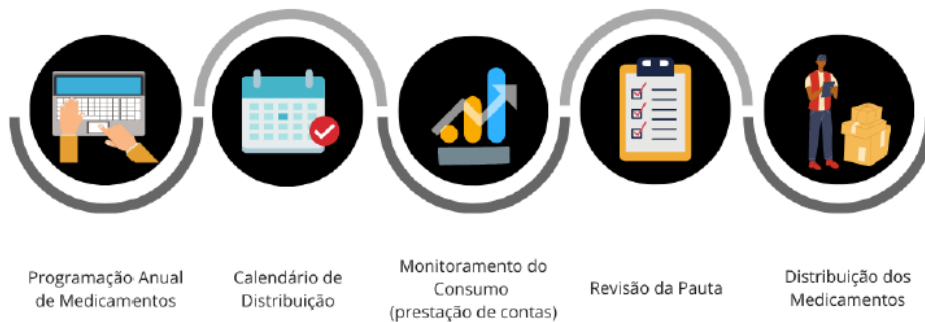 Programação Anual
de Medicamentos
Calendário de
Distribuição
Monitoramento do
Consumo
(prestação de contas)
Revisão da Pauta
Distribuição dos
Medicamentos